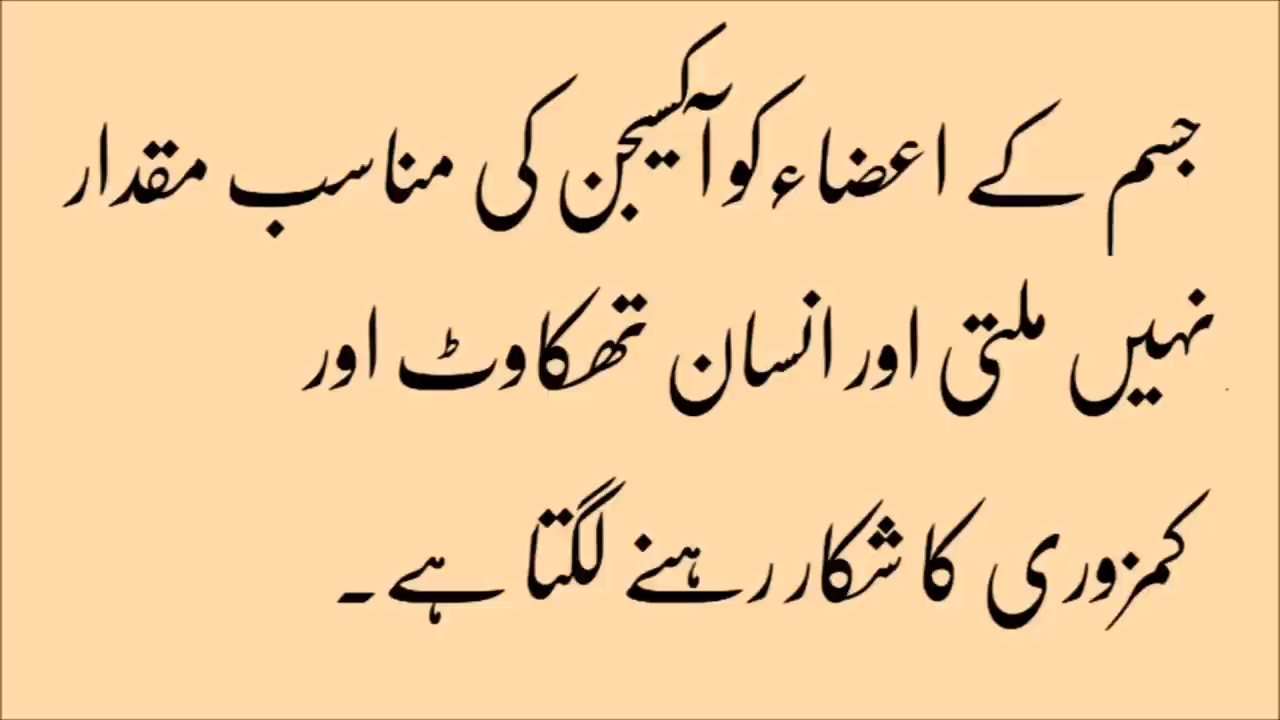 جسم کے اعضاء کو آکسیجن کی مناسب مقدار
نہیں ملتی اور انسان تھکاوٹ اور
کمزوری کا شکار رہنے لگتا ہے۔